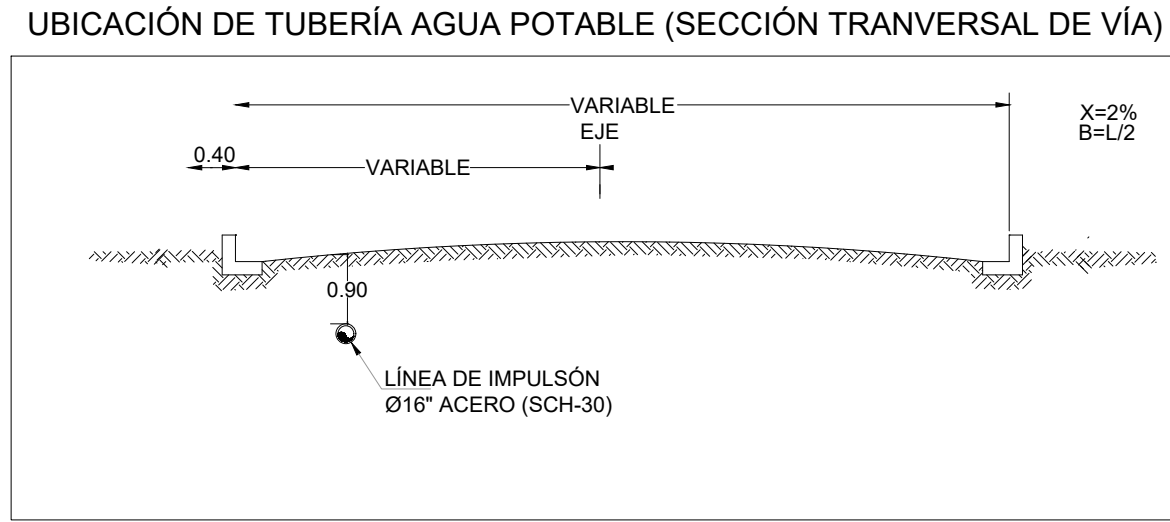 UBICACIÓN DE TUBERÍA AGUA POTABLE (SECCIÓN TRANVERSAL DE VÍA)
VARIABLE
EJE
X=2%
B=L/2
0.40
VARIABLE
0.90
LÍNEA DE IMPULSÓN
Ø16" ACERO (SCH-30)